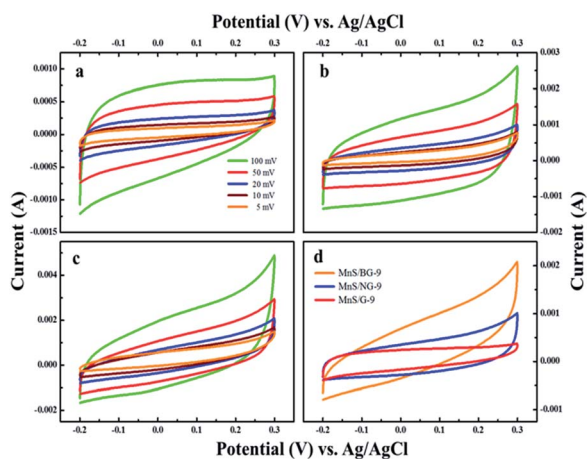 Potential (V) vs. Ag/AgCl
-0.2 -0.1 0.0 0.1 0.2 0.3 -0.2 -0.1 0.0 0.1 0.2 0.3
a
0.0010
0.0005
0.0000
-0.0005
-0.0010
-0.0015
100 mV
50 mV
20 mV
10 mV
5 mV
b
0.003
0.002
0.001
0.000
-0.001
-0.002
Current (A)
Current (A)
c
0.004
0.002
0.000
-0.002
d
MnS/BG-9
MnS/NG-9
MnS/G-9
0.002
0.001
0.000
-0.001
-0.2 -0.1 0.0 0.1 0.2 0.3 -0.2 -0.1 0.0 0.1 0.2 0.3
Potential (V) vs. Ag/AgCl